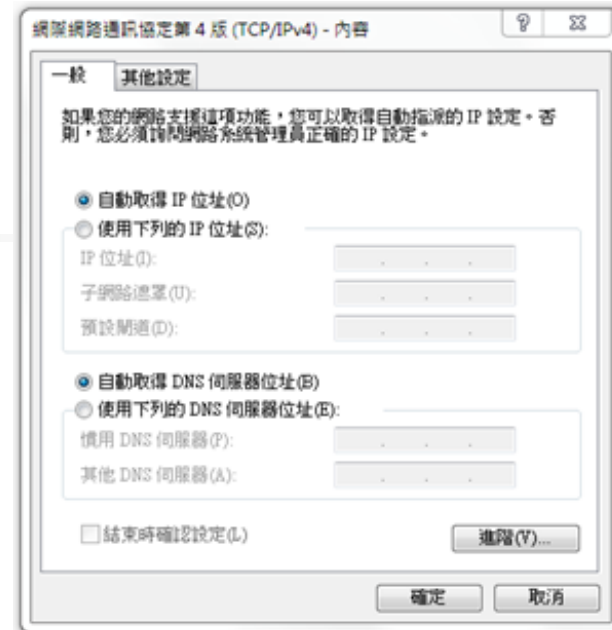 網際網路通訊協定第 4 版 (TCP/IPv4) - 內容
一般
其他設定
如果您的網路支援這項功能，您可以取得自動指派的 IP 設定。否
則，您必須詢問網路系統管理員正確的 IP 設定。
自動取得 IP 位址(O)
使用下列的 IP 位址(S):
IP 位址(I):
子網路遮罩(U):
預設閘道(D):
自動取得 DNS 伺服器位址(B)
使用下列的 DNS 伺服器位址(E):
慣用 DNS 伺服器(P):
其他 DNS 伺服器(A):
結束時確認設定(L)
進階(V)...
確定
取消